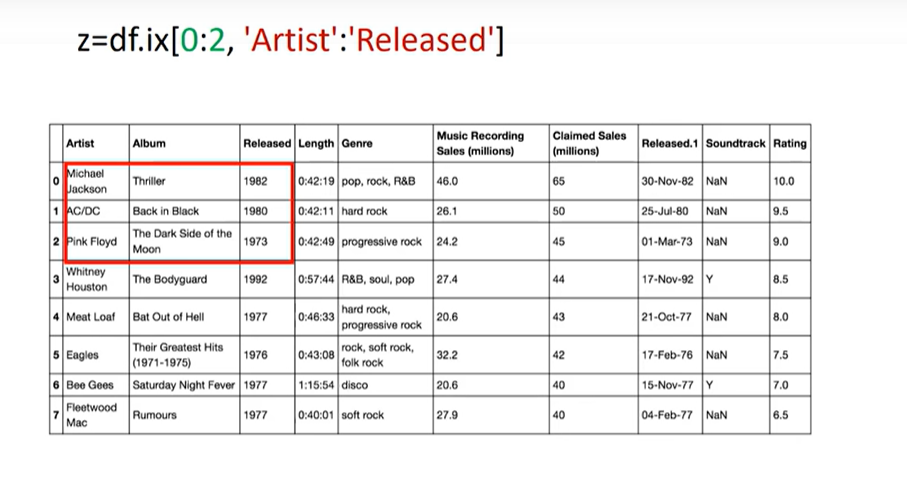 z=df.ix[0:2, 'Artist':'Released']
Artist Album Released Length Genre Music Recording Sales (millions) Claimed Sales (millions) Released.1 Soundtrack Rating
0 Michael Jackson Thriller 1982 0:42:19 pop, rock, R&B 46.0 65 30-Nov-82 NaN 10.0
1 AC/DC Back in Black 1980 0:42:11 hard rock 26.1 50 25-Jul-80 NaN 9.5
2 Pink Floyd The Dark Side of the Moon 1973 0:42:49 progressive rock 24.2 45 01-Mar-73 NaN 9.0
3 Whitney Houston The Bodyguard 1992 0:57:44 R&B, soul, pop 27.4 44 17-Nov-92 Y 8.5
4 Meat Loaf Bat Out of Hell 1977 0:46:33 hard rock, progressive rock 20.6 43 21-Oct-77 NaN 8.0
5 Eagles Their Greatest Hits (1971-1975) 1976 0:43:08 rock, soft rock, folk rock 32.2 42 17-Feb-76 NaN 7.5
6 Bee Gees Saturday Night Fever 1977 1:15:54 disco 20.6 40 15-Nov-77 Y 7.0
7 Fleetwood Mac Rumours 1977 0:40:01 soft rock 27.9 40 04-Feb-77 NaN 6.5